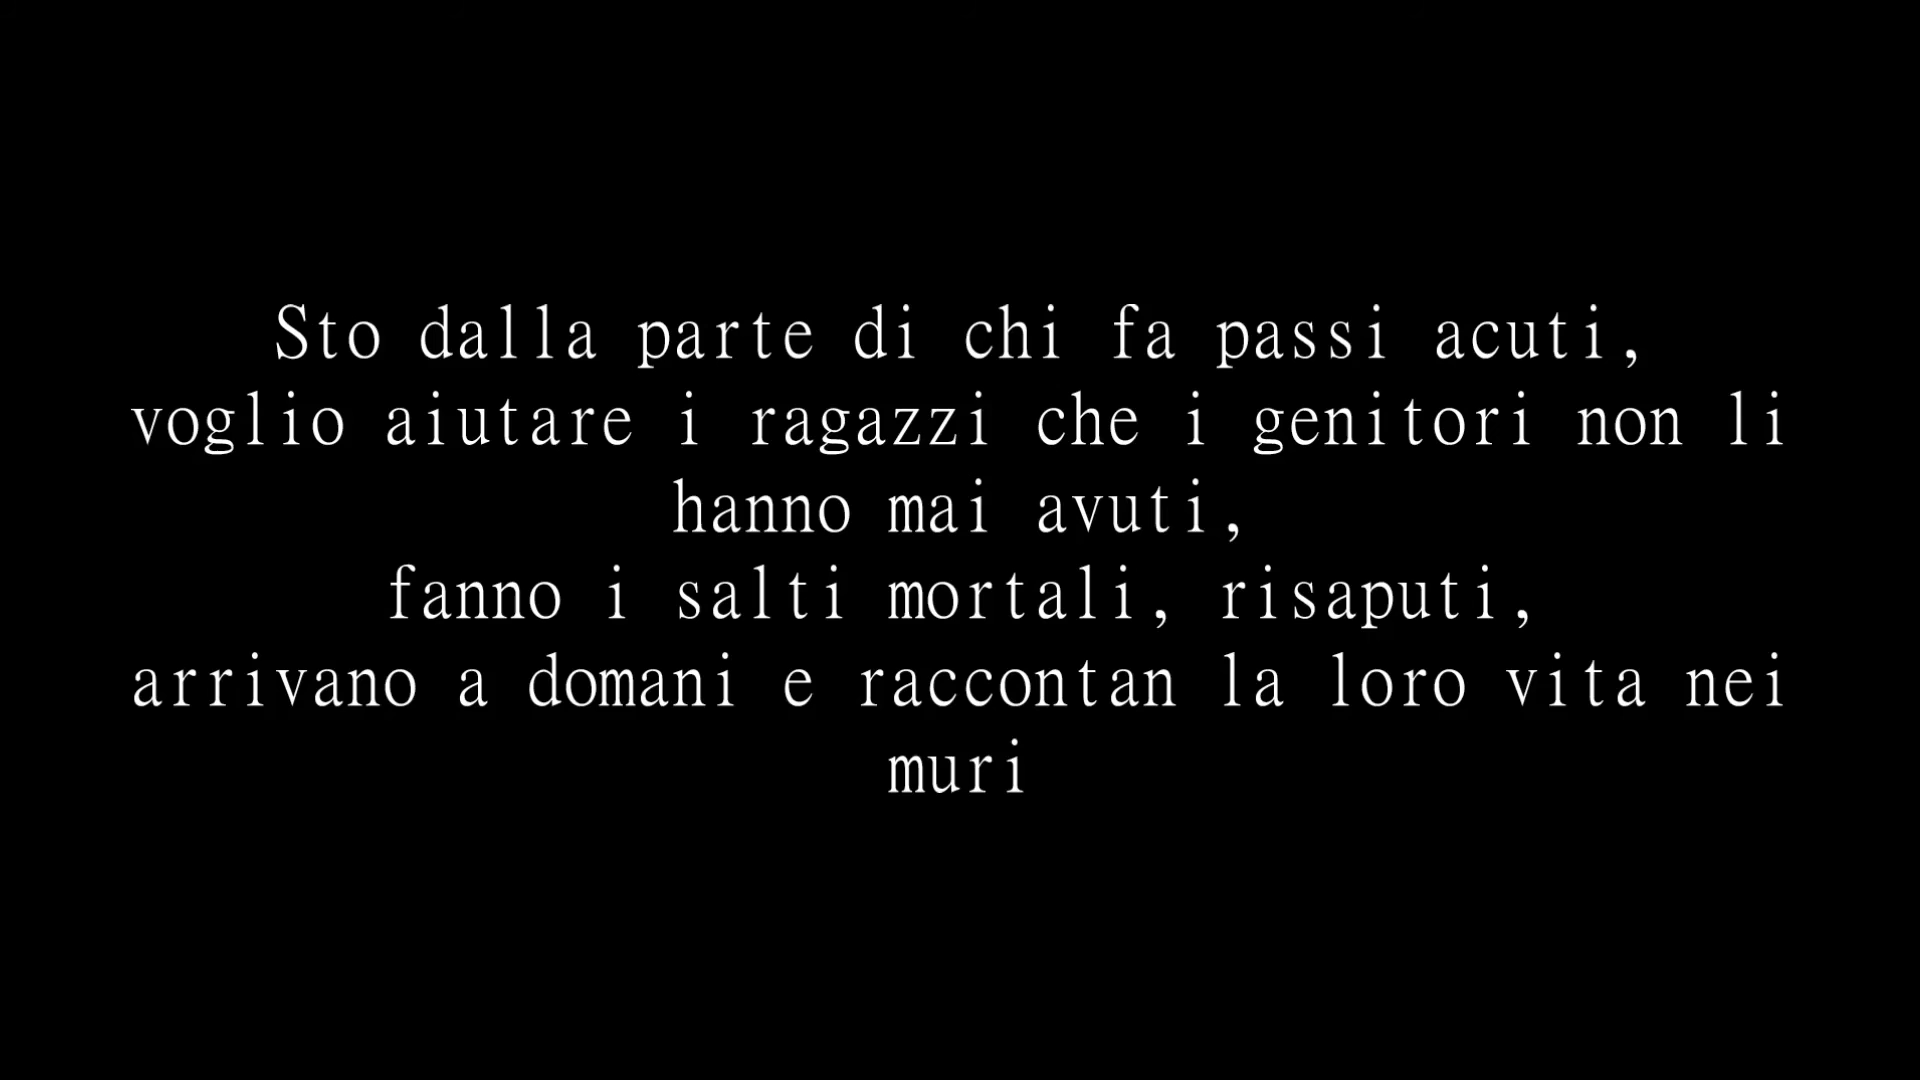 Sto dalla parte di chi fa passi acuti,
voglio aiutare i ragazzi che i genitori non li
hanno mai avuti,
fanno i salti mortali, risaputi,
arrivano a domani e raccontan la loro vita nei
muri